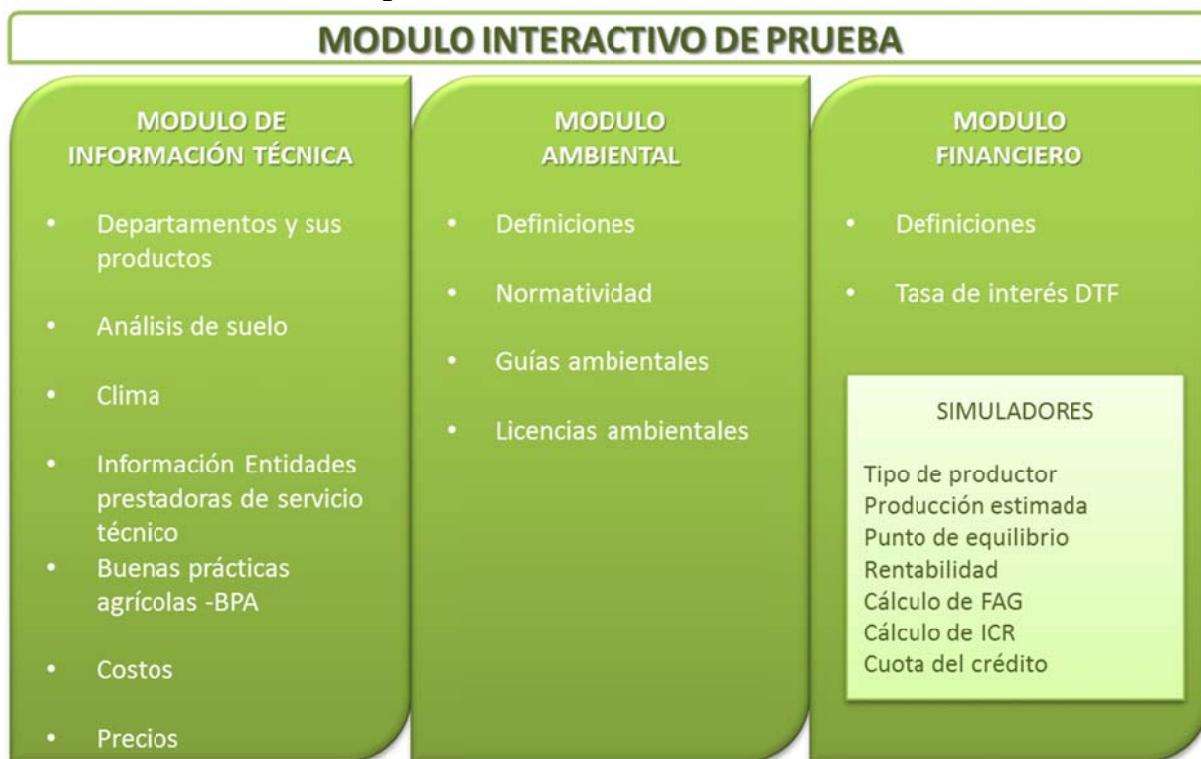 MODULO INTERACTIVO DE PRUEBA
MODULO DE
INFORMACIÓN TÉCNICA
• Departamentos y sus
productos
• Análisis de suelo
• Clima
• Información Entidades
prestadoras de servicio
técnico
• Buenas prácticas
agrícolas -BPA
• Costos
• Precios
MODULO
AMBIENTAL
• Definiciones
• Normatividad
• Guías ambientales
• Licencias ambientales
MODULO
FINANCIERO
• Definiciones
• Tasa de interés DTF
SIMULADORES
Tipo de productor
Producción estimada
Punto de equilibrio
Rentabilidad
Cálculo de FAG
Cálculo de ICR
Cuota del crédito